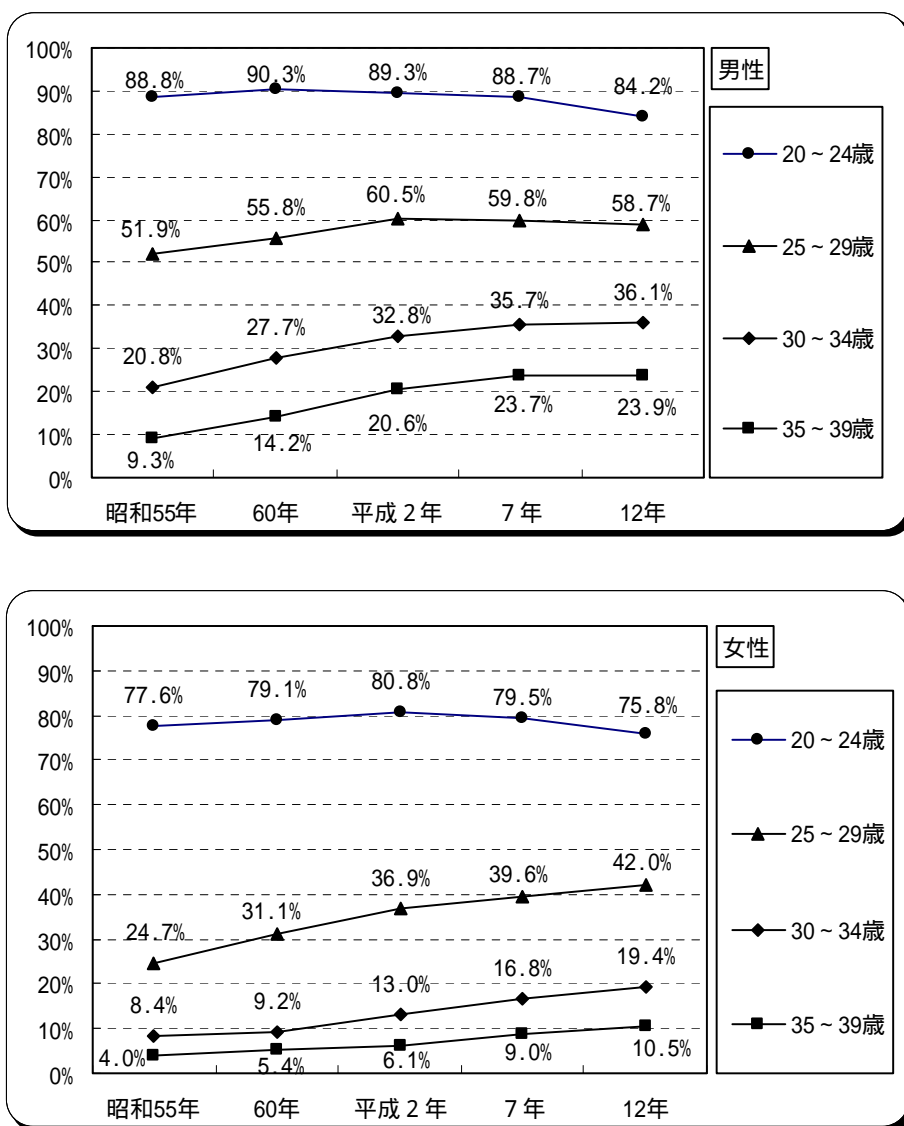 男性
100%
90%
80%
70%
60%
50%
40%
30%
20%
10%
0%
88.8% 90.3% 89.3% 88.7% 84.2%
51.9% 55.8% 60.5% 59.8% 58.7%
20.8% 27.7% 32.8% 35.7% 36.1%
9.3% 14.2% 20.6% 23.7% 23.9%
昭和55年 60年 平成2年 7年 12年
20~24歳
25~29歳
30~34歳
35~39歳
女性
100%
90%
80%
70%
60%
50%
40%
30%
20%
10%
0%
77.6% 79.1% 80.8% 79.5% 75.8%
24.7% 31.1% 36.9% 39.6% 42.0%
8.4% 9.2% 13.0% 16.8% 19.4%
4.0% 5.4% 6.1% 9.0% 10.5%
昭和55年 60年 平成2年 7年 12年
20~24歳
25~29歳
30~34歳
35~39歳